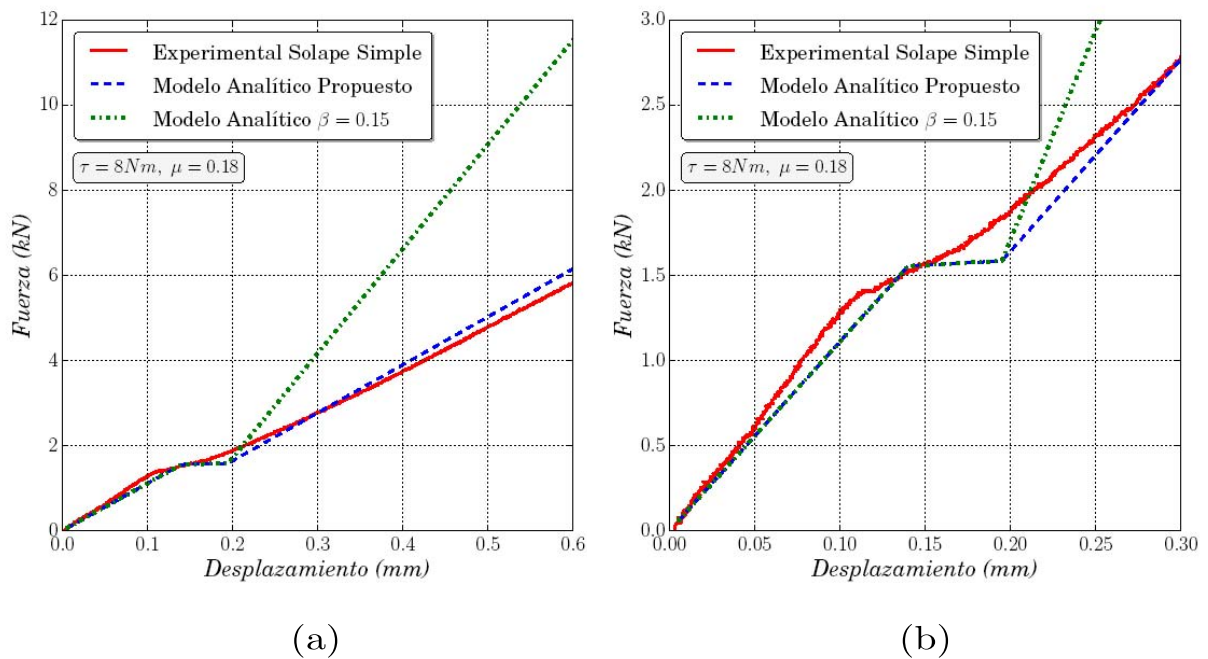 12
10
8
6
4
2
0
Fuerza (kN)
Experimental Solape Simple
Modelo Analítico Propuesto
Modelo Analítico β = 0.15
τ = 8Nm, μ = 0.18
0.0 0.1 0.2 0.3 0.4 0.5 0.6
Desplazamiento (mm)
(a)
3.0
2.5
2.0
1.5
1.0
0.5
0.0
Fuerza (kN)
Experimental Solape Simple
Modelo Analítico Propuesto
Modelo Analítico β = 0.15
τ = 8Nm, μ = 0.18
0.00 0.05 0.10 0.15 0.20 0.25 0.30
Desplazamiento (mm)
(b)